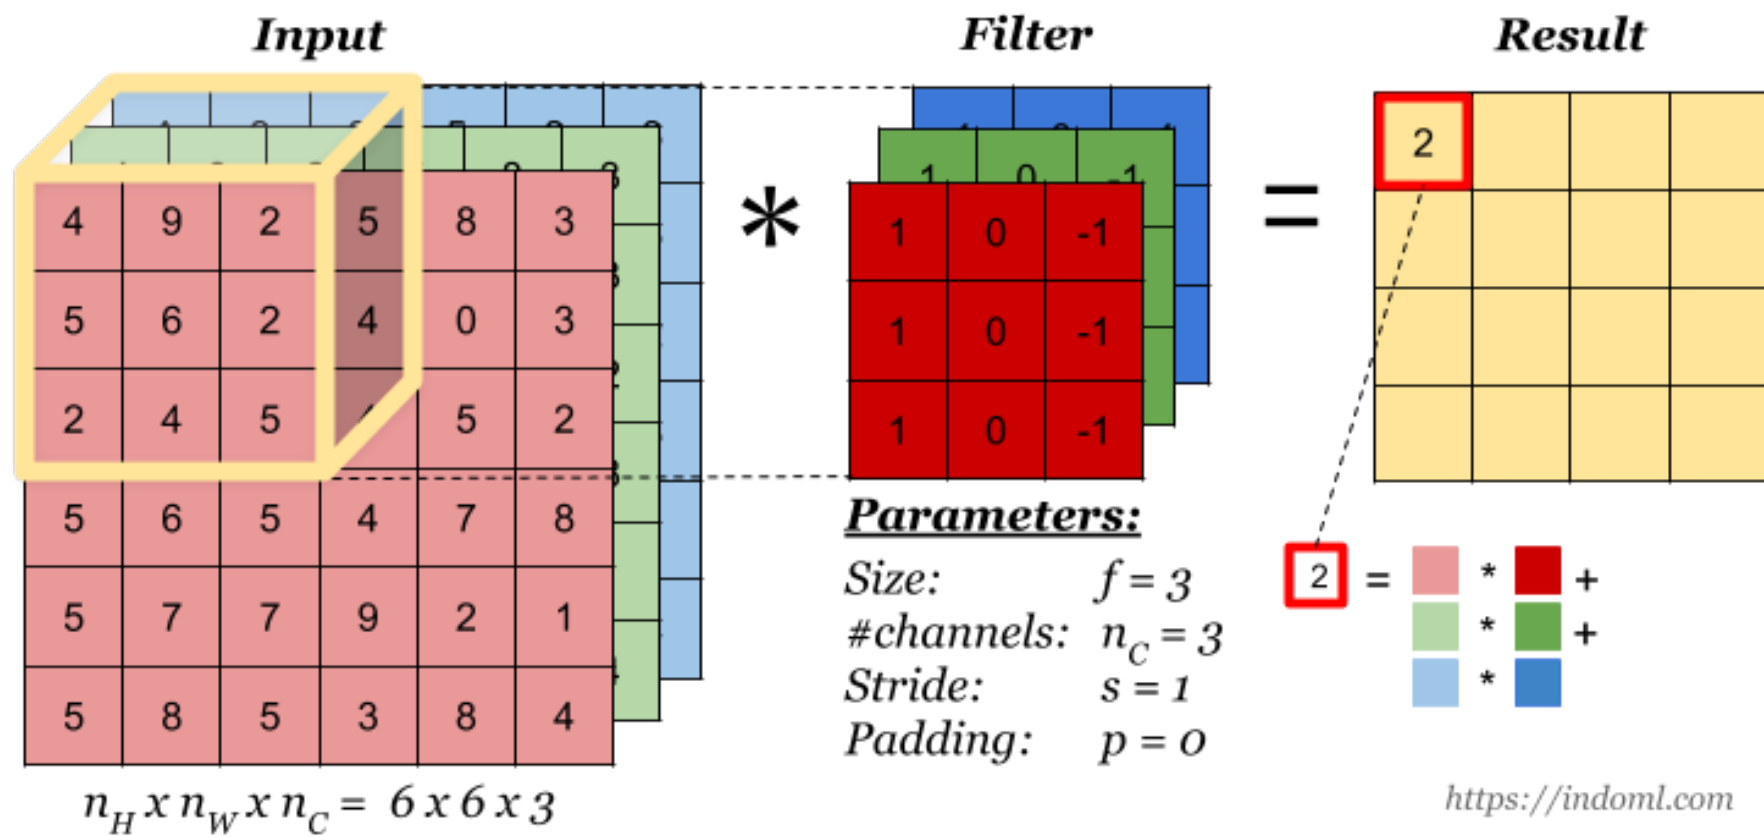 Input
Filter
Result
4 9 2 5 8 3
5 6 2 4 0 3
2 4 5 5 2
5 6 5 4 7 8
5 7 7 9 2 1
5 8 5 3 8 4
n_H x n_W x n_C = 6 x 6 x 3
*
1 0 -1
1 0 -1
1 0 -1
1 0 -1
=
2
Parameters:
Size: f = 3
#channels: n_C = 3
Stride: s = 1
Padding: p = 0
2 = * +
* +
*
https://indoml.com